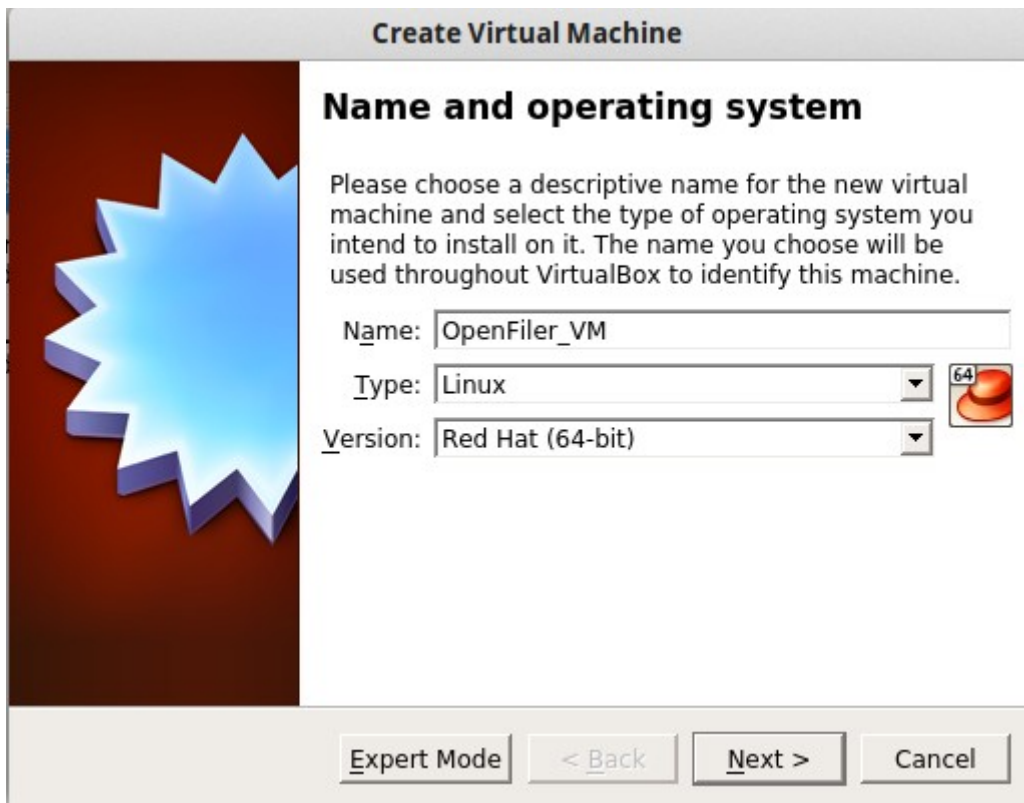 Create Virtual Machine
Name and operating system
Please choose a descriptive name for the new virtual
machine and select the type of operating system you
intend to install on it. The name you choose will be
used throughout VirtualBox to identify this machine.
Name: OpenFiler_VM
Type: Linux
64
Version: Red Hat (64-bit)
Expert Mode < Back Next > Cancel